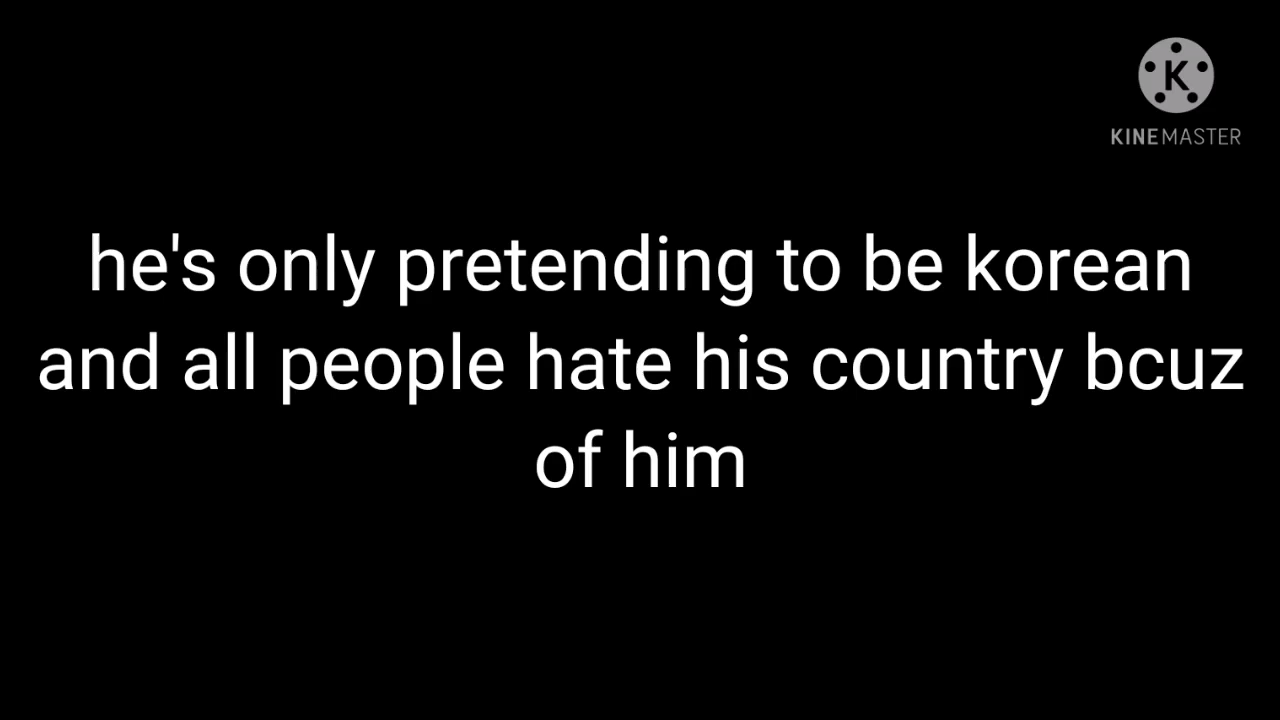 K
KINEMASTER
he's only pretending to be korean
and all people hate his country bcuz
of him